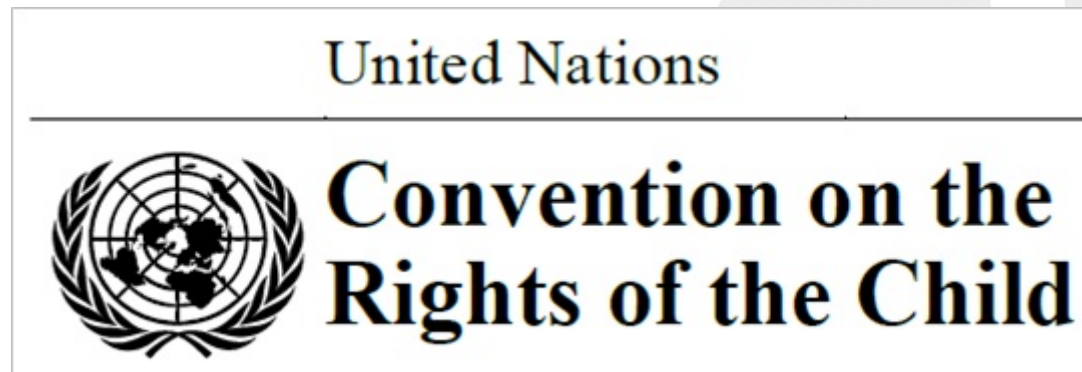 United Nations
Convention on the
Rights of the Child